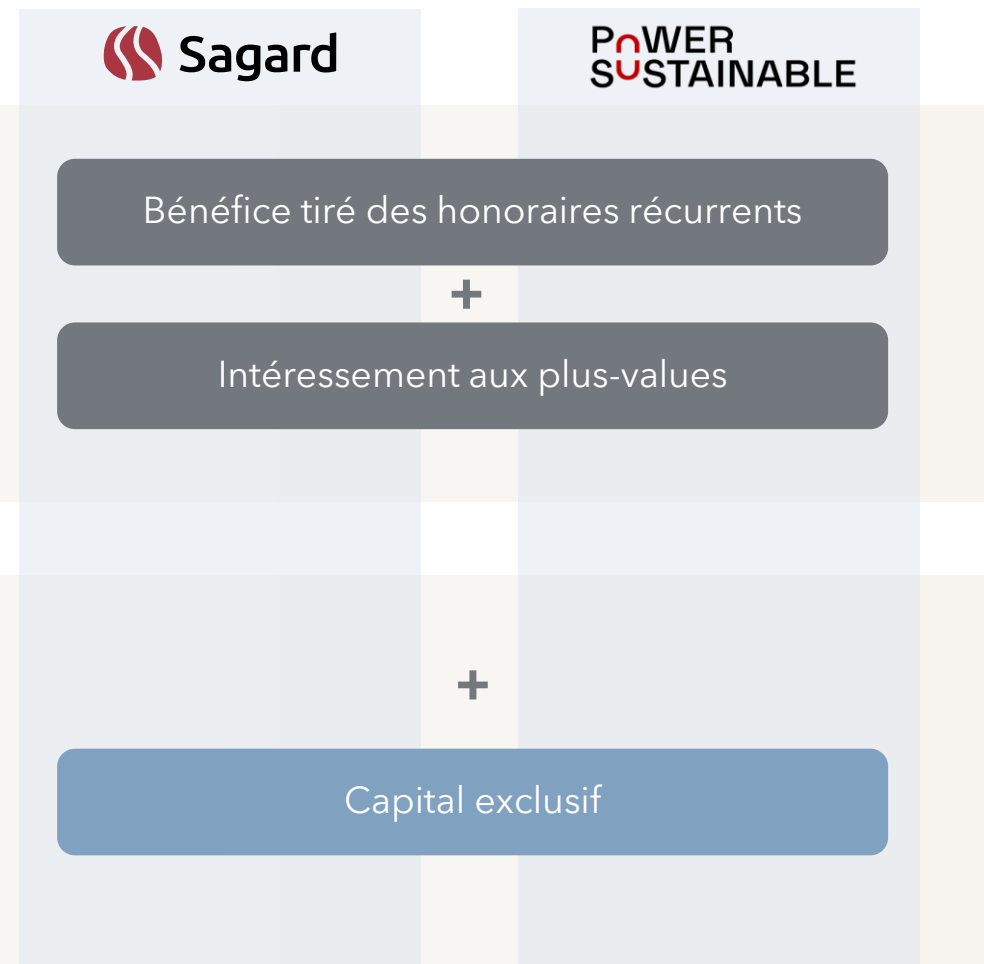 Sagard
POWER
SUSTAINABLE
Bénéfice tiré des honoraires récurrents
+
Intéressement aux plus-values
+
Capital exclusif